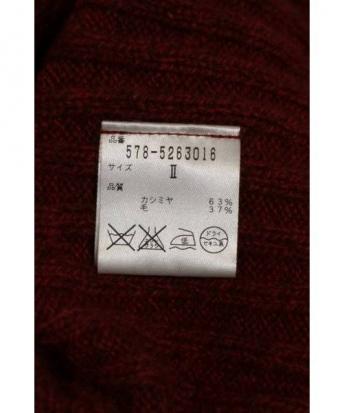 品番
578-5263016
サイズ
Ⅱ
品質
カシミヤ 63%
毛 37%
ドライ
セキユ系